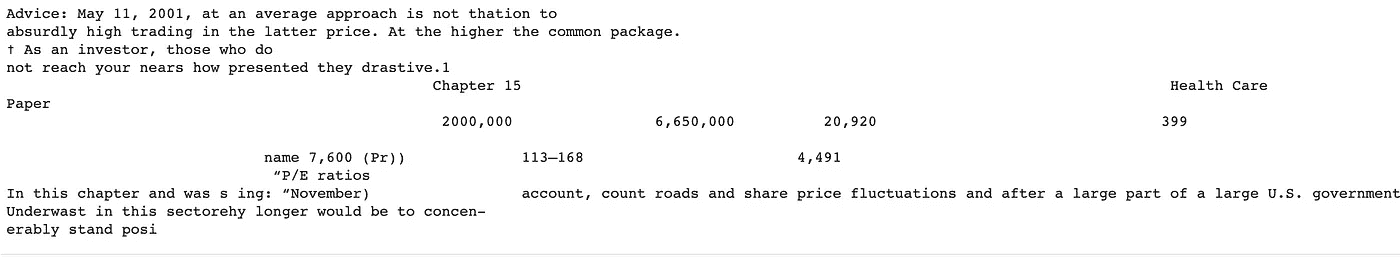 Advice: May 11, 2001, at an average approach is not thation to
absurdly high trading in the latter price. At the higher the common package.
† As an investor, those who do
not reach your nears how presented they drastive.1
Chapter 15 Health Care
Paper
2000,000 6,650,000 20,920 399
name 7,600 (Pr)) 113–168 4,491
“P/E ratios
In this chapter and was s ing: “November) account, count roads and share price fluctuations and after a large part of a large U.S. government
Underwast in this sectorehy longer would be to concen-
erably stand posi